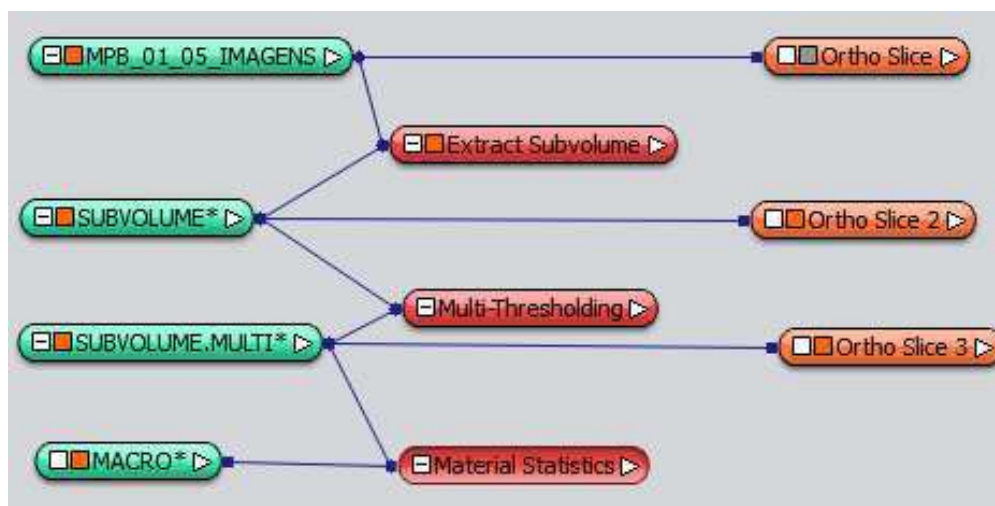 MPB_01_05_IMAGENS
Ortho Slice
Extract Subvolume
SUBVOLUME*
Ortho Slice 2
Multi-Thresholding
SUBVOLUME.MULTI*
Ortho Slice 3
MACRO*
Material Statistics